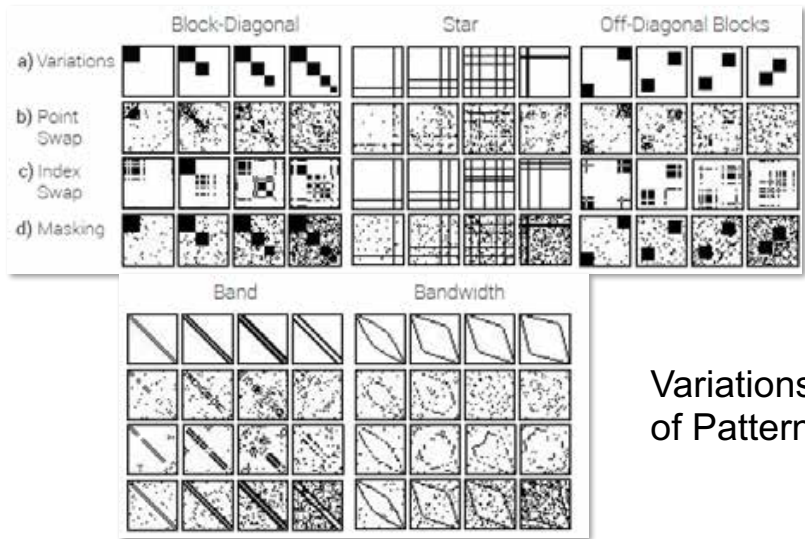 Block-Diagonal Star Off-Diagonal Blocks
a) Variations
b) Point
Swap
c) Index
Swap
d) Masking
Band Bandwidth
Variations
of Pattern